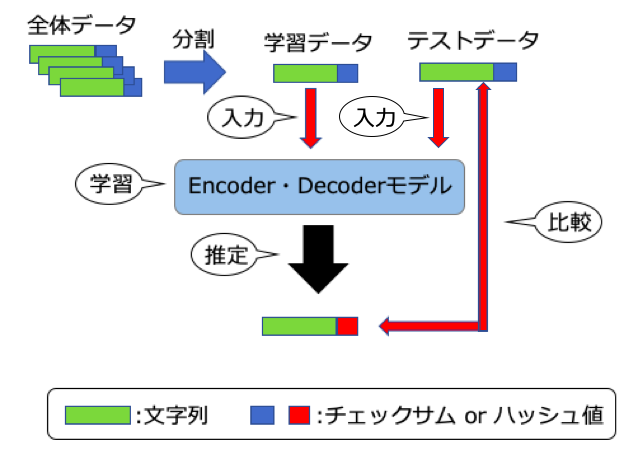 全体データ
分割
学習データ
テストデータ
入力
入力
学習
Encoder・Decoderモデル
推定
比較
:文字列
:チェックサム or ハッシュ値